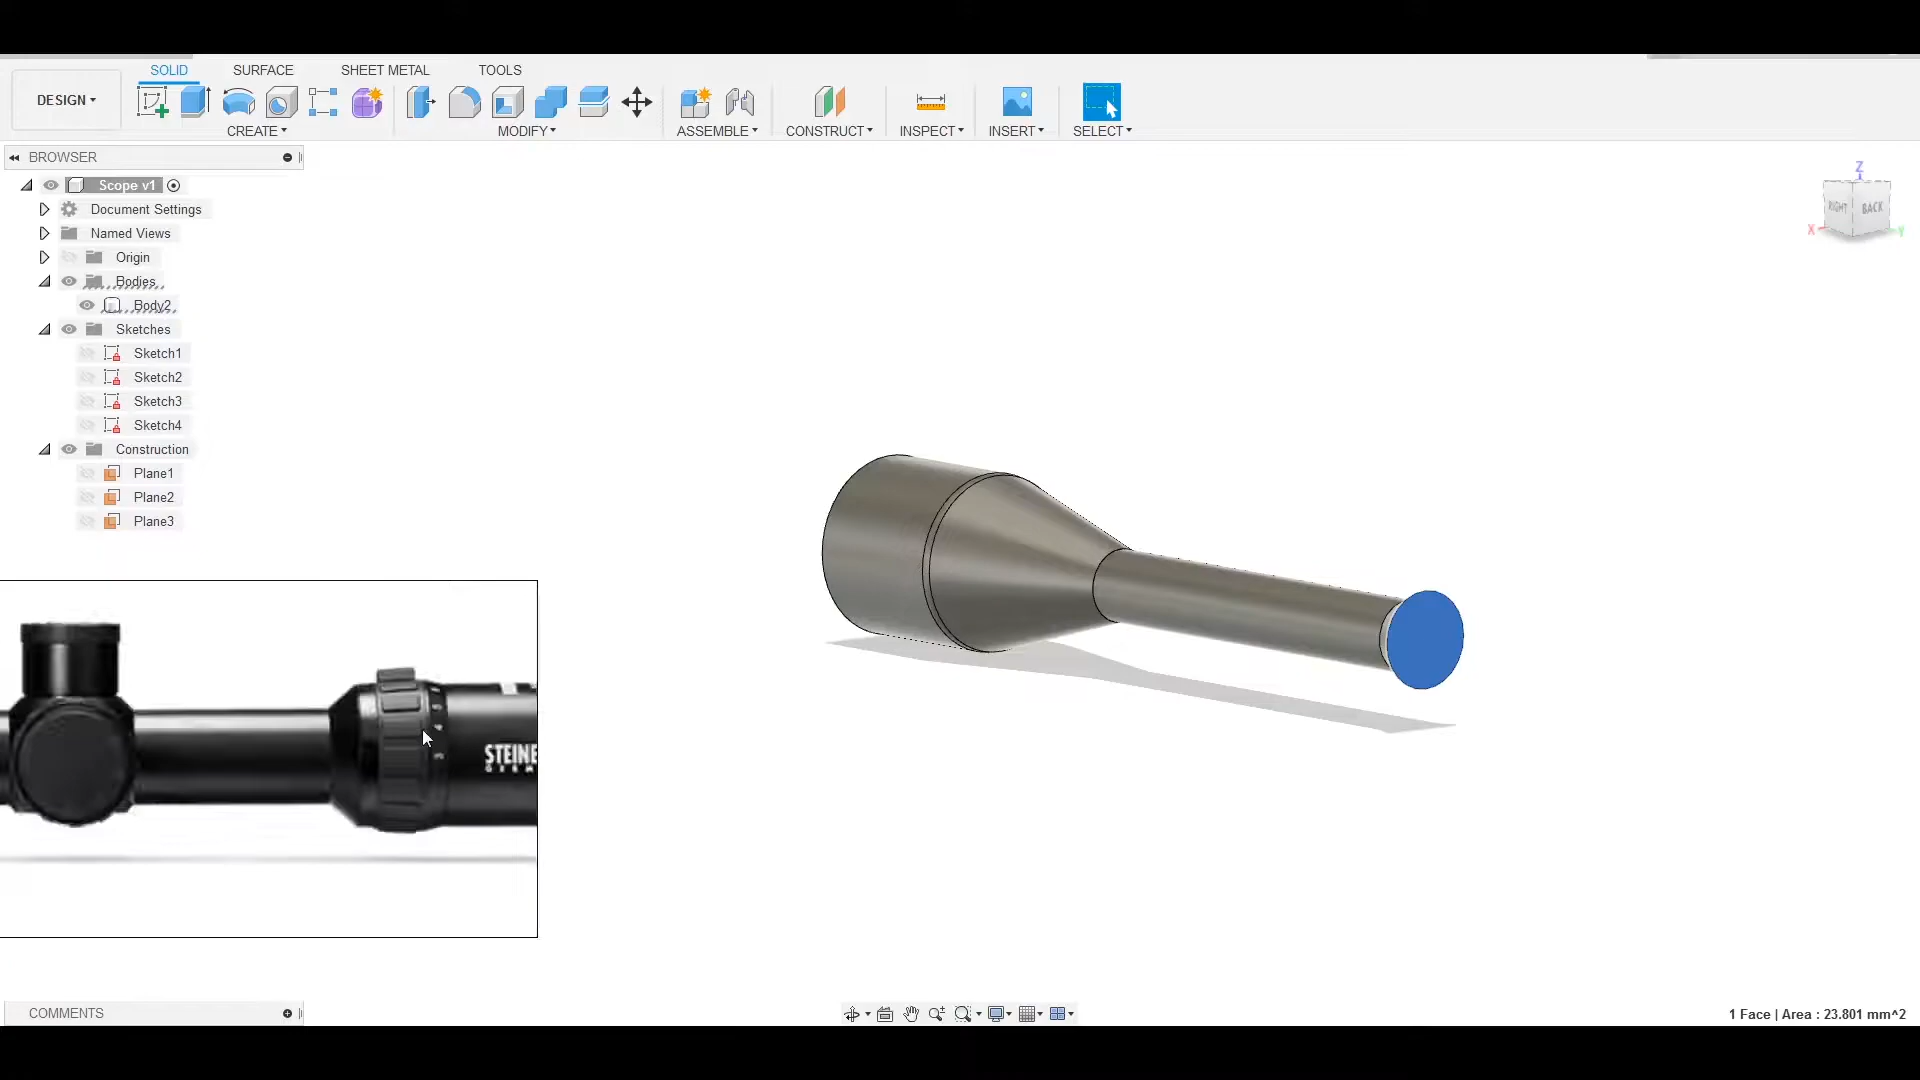 SOLID SURFACE SHEET METAL TOOLS
DESIGN
CREATE MODIFY ASSEMBLE CONSTRUCT INSPECT INSERT SELECT
BROWSER
Scope v1
Document Settings
Named Views
Origin
Bodies
Body2
Sketches
Sketch1
Sketch2
Sketch3
Sketch4
Construction
Plane1
Plane2
Plane3
Z
RIGHT BACK
X Y
STEINE
COMMENTS
1 Face | Area : 23.801 mm^2